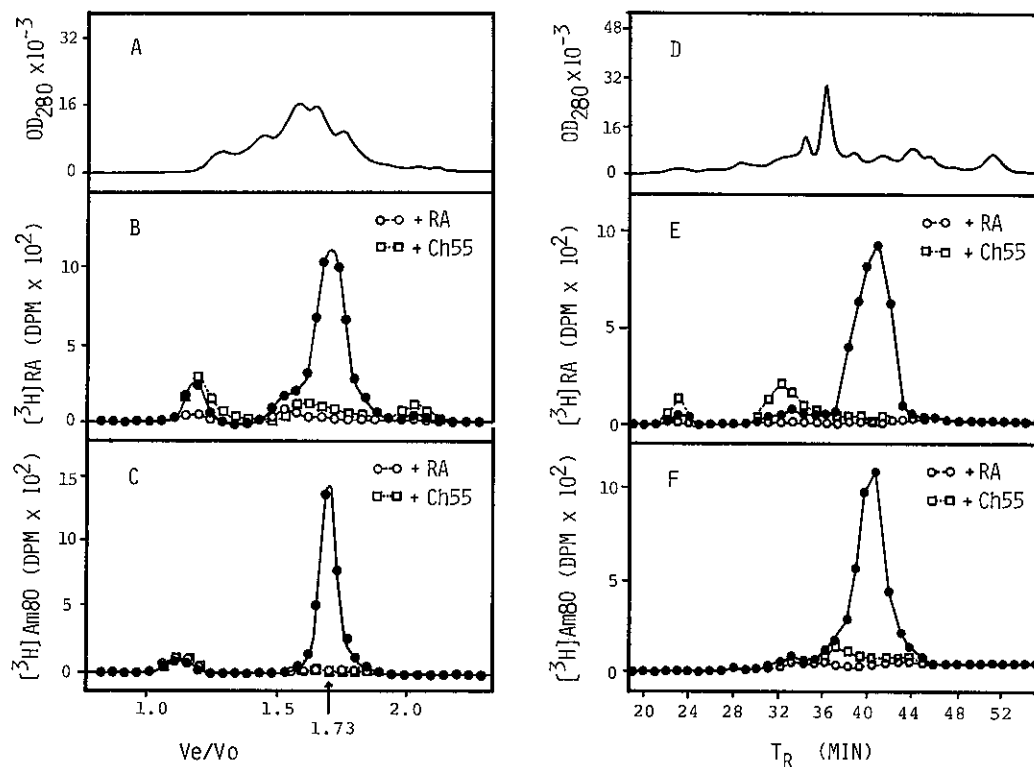 A
OD280 x10-3
32
16
0
B
[3H]RA (DPM x 10²)
10
5
0
+ RA
+ Ch55
C
[3H]Am80 (DPM x 10²)
15
10
5
0
+ RA
+ Ch55
1.0 1.5 2.0
1.73
Ve/Vo
D
OD280 x10-3
48
32
16
0
E
[3H]RA (DPM x 10²)
10
5
0
+ RA
+ Ch55
F
[3H]Am80 (DPM x 10²)
10
5
0
+ RA
+ Ch55
20 24 28 32 36 40 44 48 52
TR (MIN)